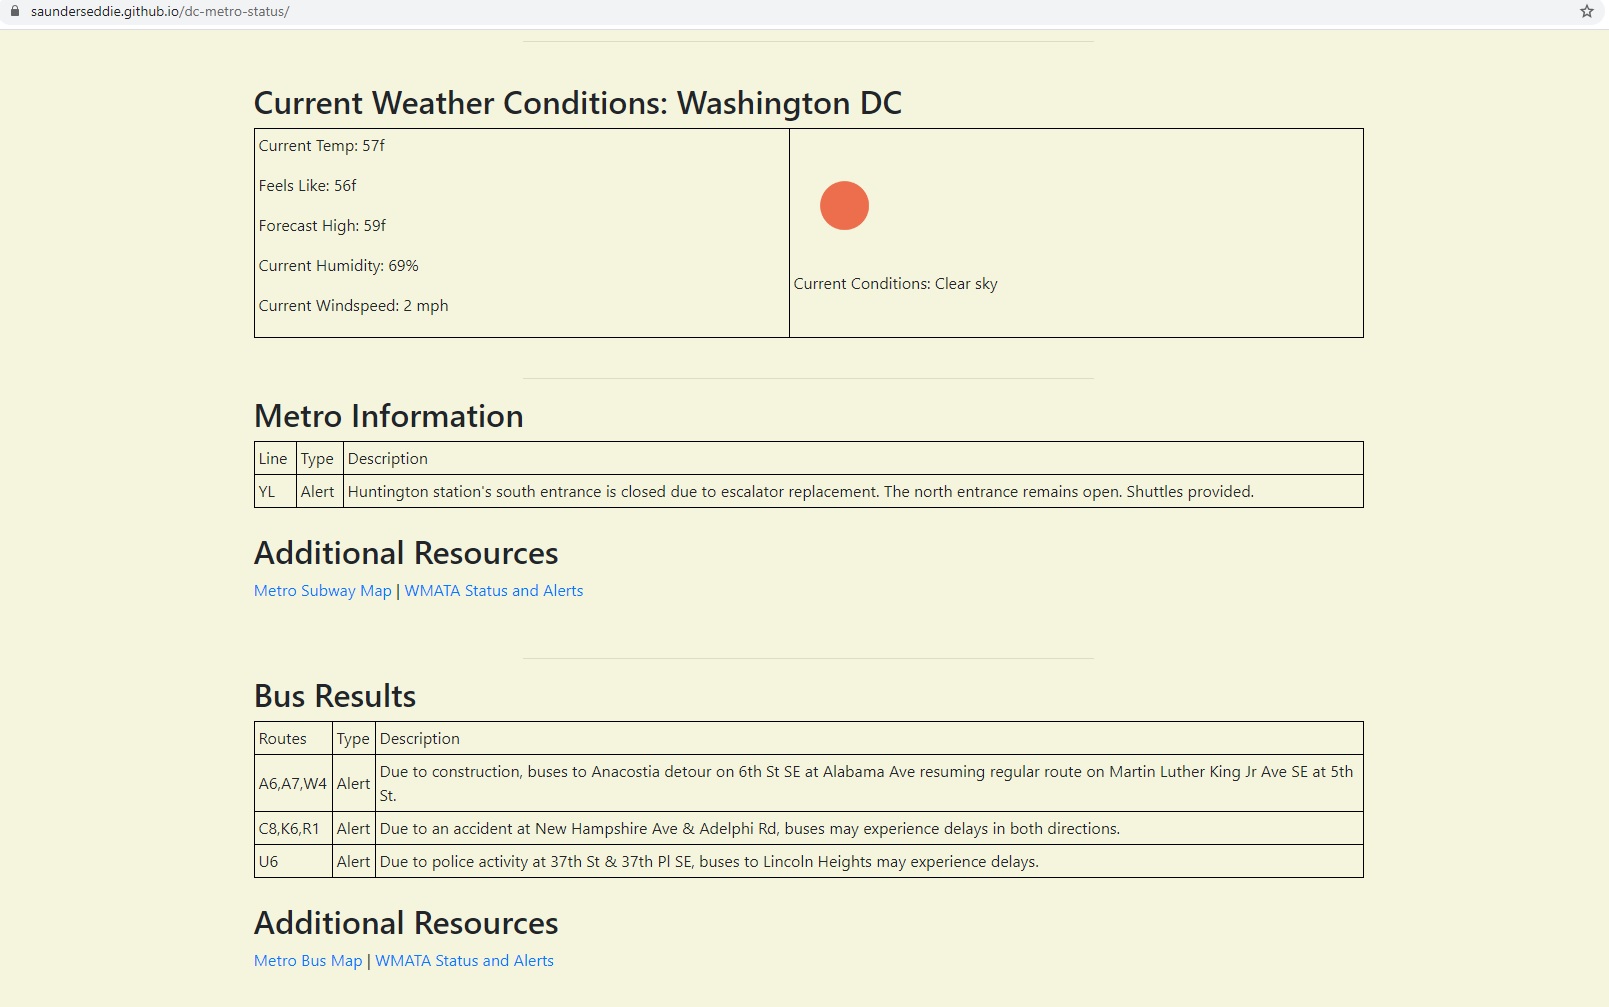 saunderseddie.github.io/dc-metro-status/
Current Weather Conditions: Washington DC
Current Temp: 57f
Feels Like: 56f
Forecast High: 59f
Current Humidity: 69%
Current Windspeed: 2 mph
Current Conditions: Clear sky
Metro Information
Line Type Description
YL Alert Huntington station's south entrance is closed due to escalator replacement. The north entrance remains open. Shuttles provided.
Additional Resources
Metro Subway Map | WMATA Status and Alerts
Bus Results
Routes Type Description
A6,A7,W4 Alert Due to construction, buses to Anacostia detour on 6th St SE at Alabama Ave resuming regular route on Martin Luther King Jr Ave SE at 5th
St.
C8,K6,R1 Alert Due to an accident at New Hampshire Ave & Adelphi Rd, buses may experience delays in both directions.
U6 Alert Due to police activity at 37th St & 37th Pl SE, buses to Lincoln Heights may experience delays.
Additional Resources
Metro Bus Map | WMATA Status and Alerts